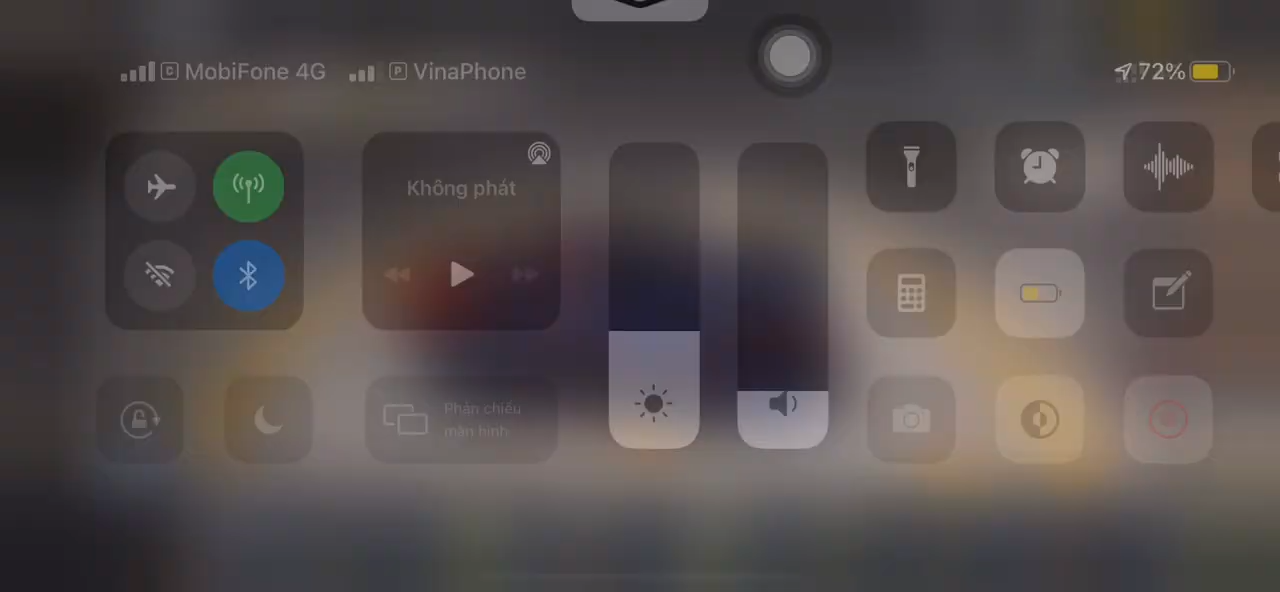 C MobiFone 4G P VinaPhone 72%
Không phát
Phản chiếu
màn hình